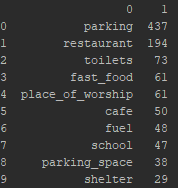 0 1
0 parking 437
1 restaurant 194
2 toilets 73
3 fast_food 61
4 place_of_worship 61
5 cafe 50
6 fuel 48
7 school 47
8 parking_space 38
9 shelter 29